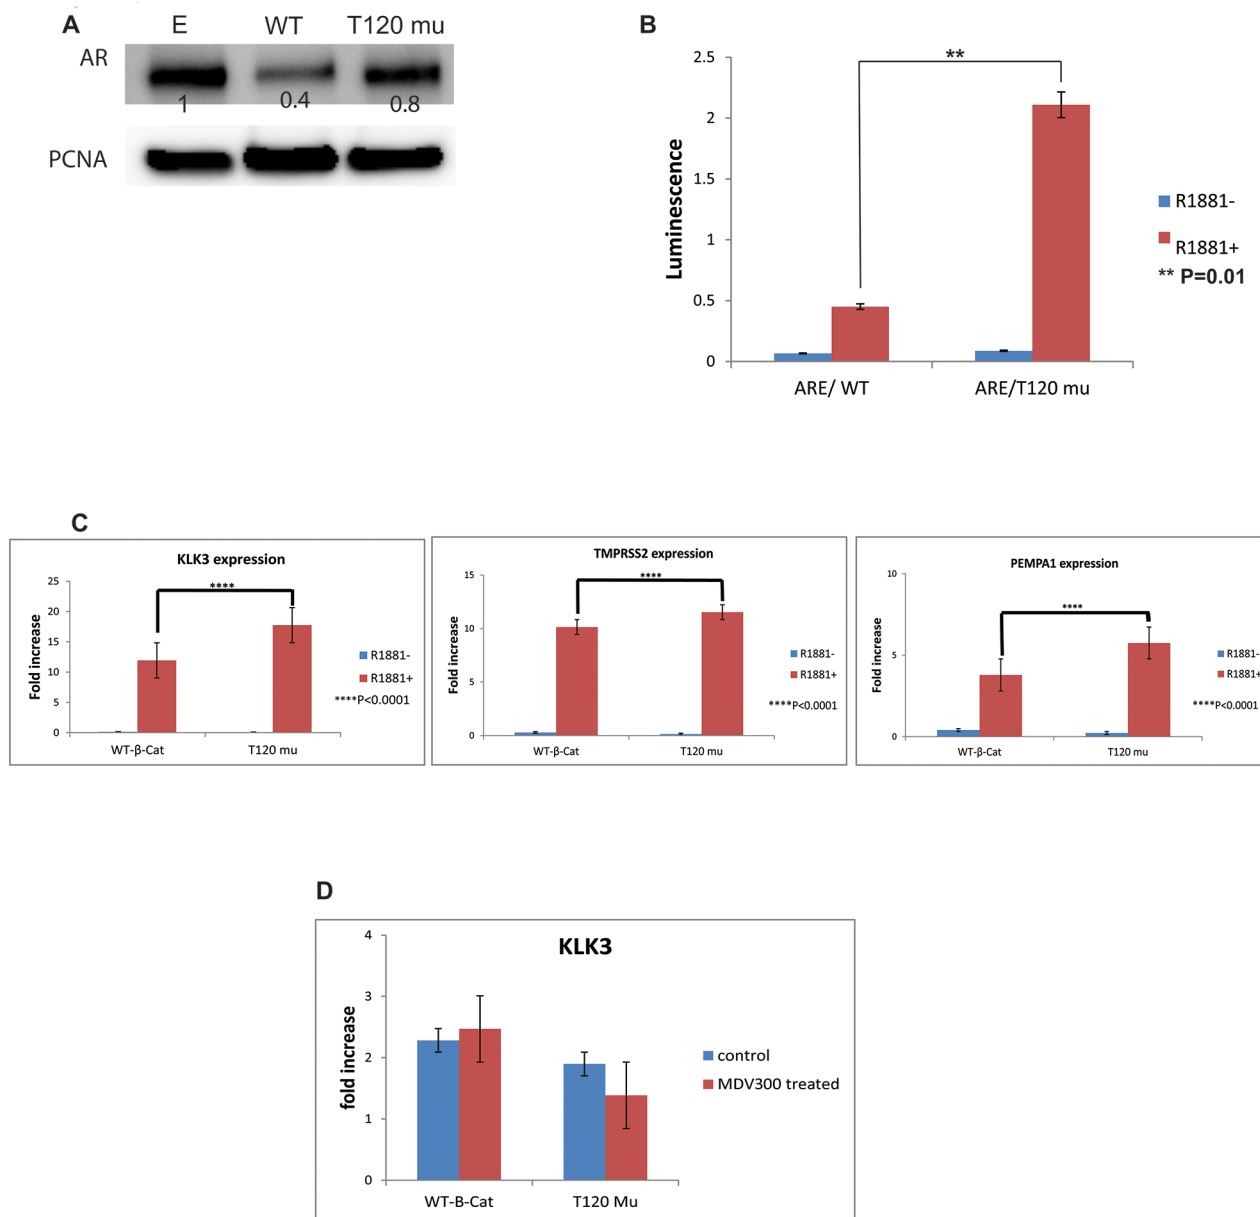 A
E WT T120 mu
AR
1 0.4 0.8
PCNA
B
2.5
2
1.5
1
0.5
0
Luminescence
**
ARE/ WT ARE/T120 mu
R1881-
R1881+
** P=0.01
C
KLK3 expression
25
20
15
10
5
0
Fold increase
****
WT-β-Cat T120 mu
R1881-
R1881+
****P<0.0001
TMPRSS2 expression
15
10
5
0
Fold increase
****
WT-β-Cat T120 mu
R1881-
R1881+
****P<0.0001
PEMPA1 expression
10
5
0
Fold increase
****
WT-β-Cat T120 mu
R1881-
R1881+
****P<0.0001
D
KLK3
4
3
2
1
0
fold increase
WT-B-Cat T120 Mu
control
MDV300 treated